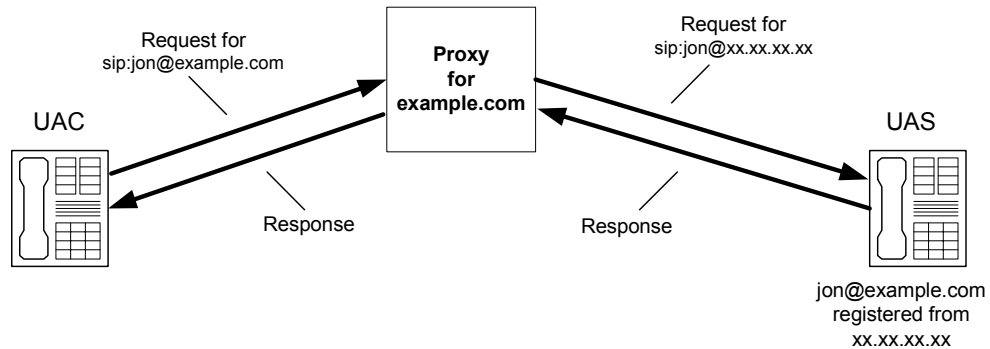 Request for
sip:jon@example.com
Proxy
for
example.com
Request for
sip:jon@xx.xx.xx.xx
UAC
UAS
Response
Response
jon@example.com
registered from
xx.xx.xx.xx